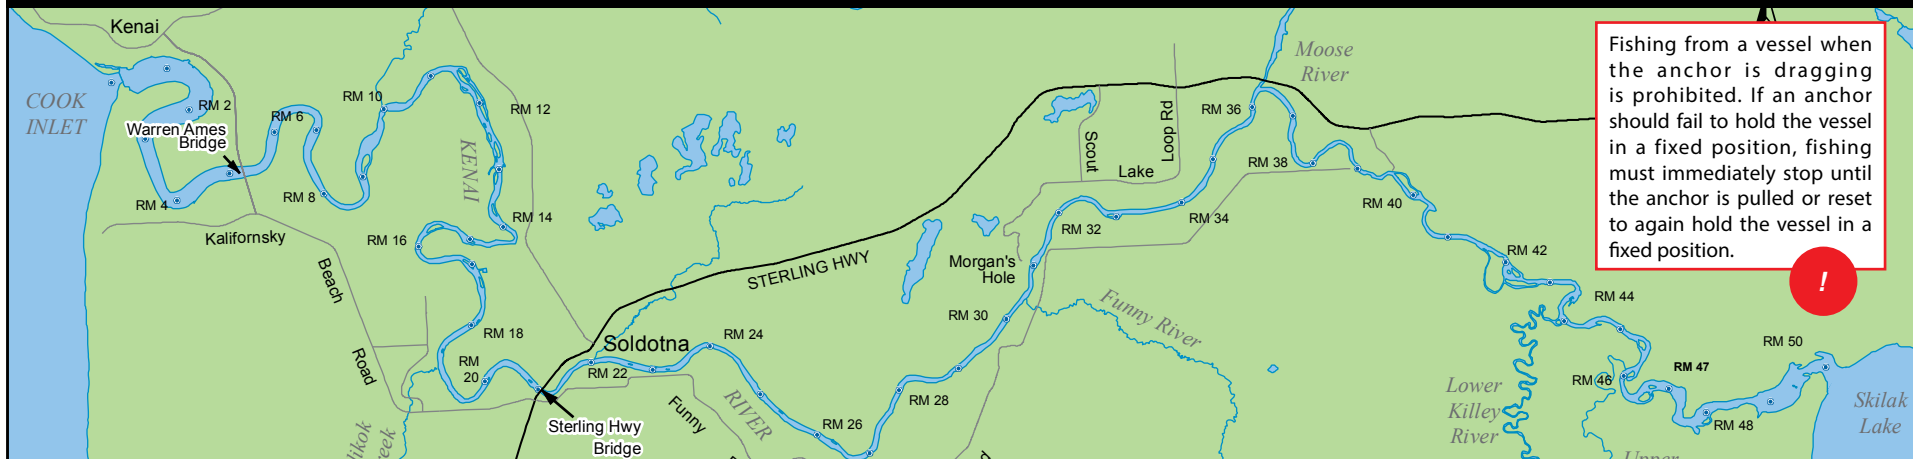 Kenai
COOK
INLET
RM 2
Warren Ames
Bridge
RM 4
RM 6
RM 8
RM 10
RM 12
KENAI
RM 14
RM 16
Kalifornsky
Beach
Road
RM 18
RM
20
Soldotna
RM 22
RM 24
STERLING HWY
Sterling Hwy
Bridge
Funny
RIVER
RM 26
RM 28
RM 30
Morgan's
Hole
Funny River
RM 32
RM 34
Scout
Lake
Loop Rd
RM 36
Moose
River
RM 38
RM 40
RM 42
RM 44
RM 46
RM 47
RM 48
RM 50
Lower
Killey
River
Upper
Skilak
Lake
Fishing from a vessel when
the anchor is dragging
is prohibited. If an anchor
should fail to hold the vessel
in a fixed position, fishing
must immediately stop until
the anchor is pulled or reset
to again hold the vessel in a
fixed position.
!